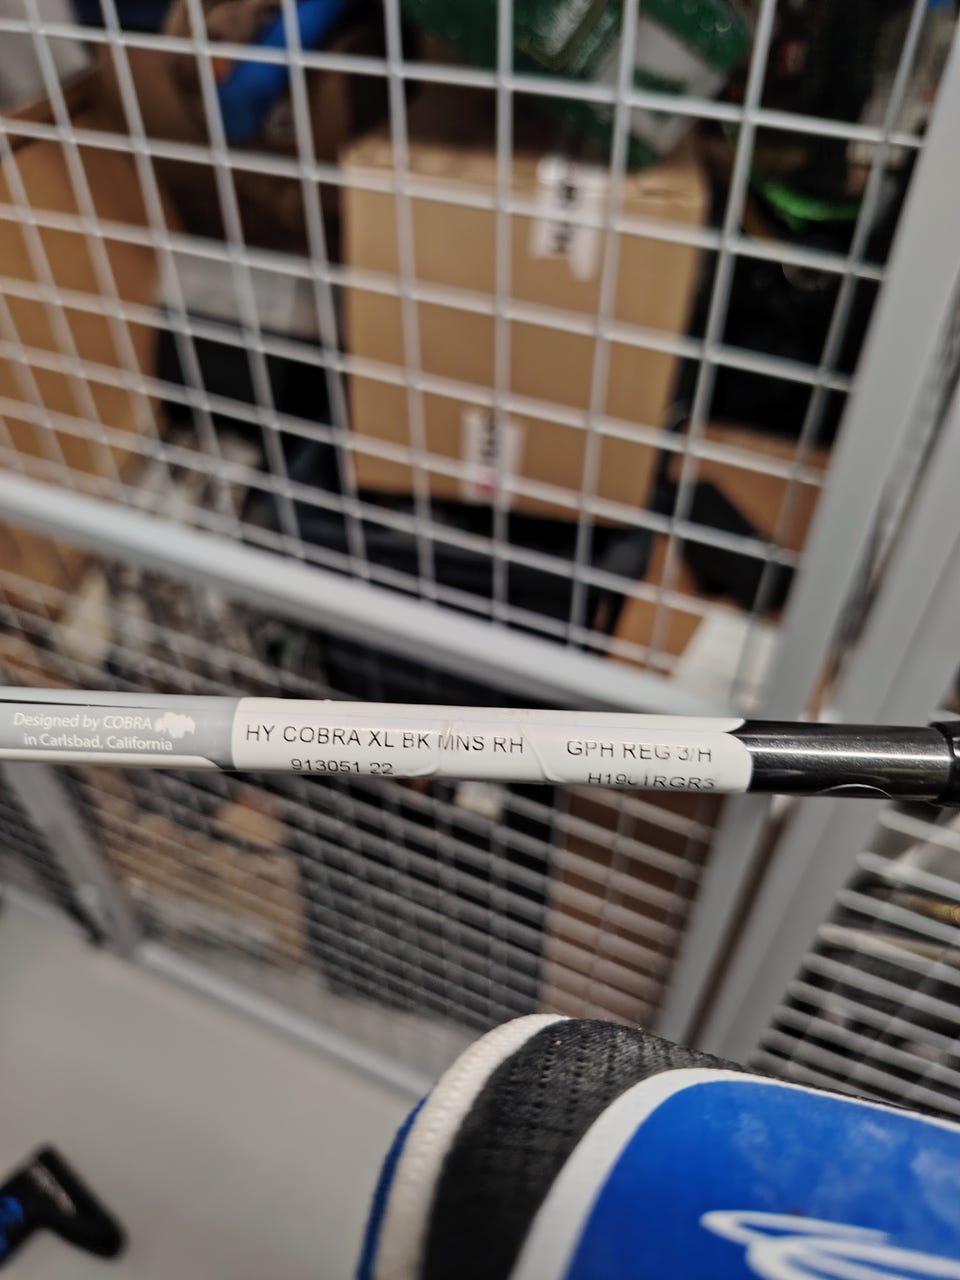 Designed by COBRA
in Carlsbad, California
HY COBRA XL BK MNS RH
913051 22
GPH REG 3/H